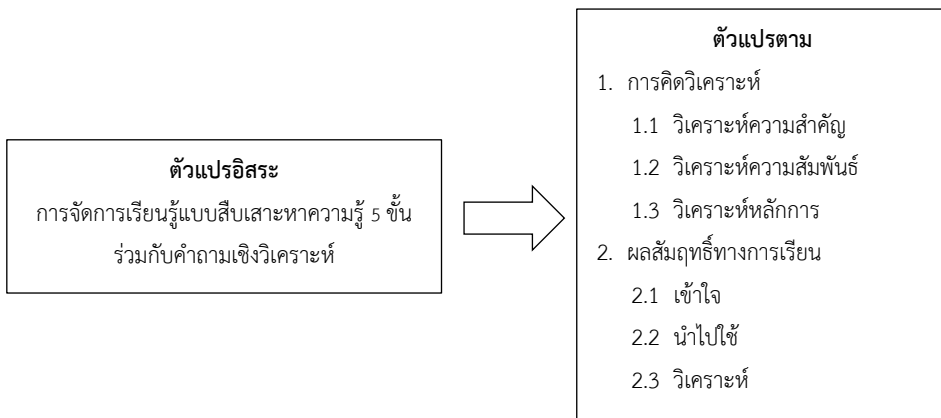 ตัวแปรอิสระ
การจัดการเรียนรู้แบบสืบเสาะหาความรู้ 5 ขั้น
ร่วมกับคำถามเชิงวิเคราะห์
ตัวแปรตาม
1. การคิดวิเคราะห์
1.1 วิเคราะห์ความสำคัญ
1.2 วิเคราะห์ความสัมพันธ์
1.3 วิเคราะห์หลักการ
2. ผลสัมฤทธิ์ทางการเรียน
2.1 เข้าใจ
2.2 นำไปใช้
2.3 วิเคราะห์